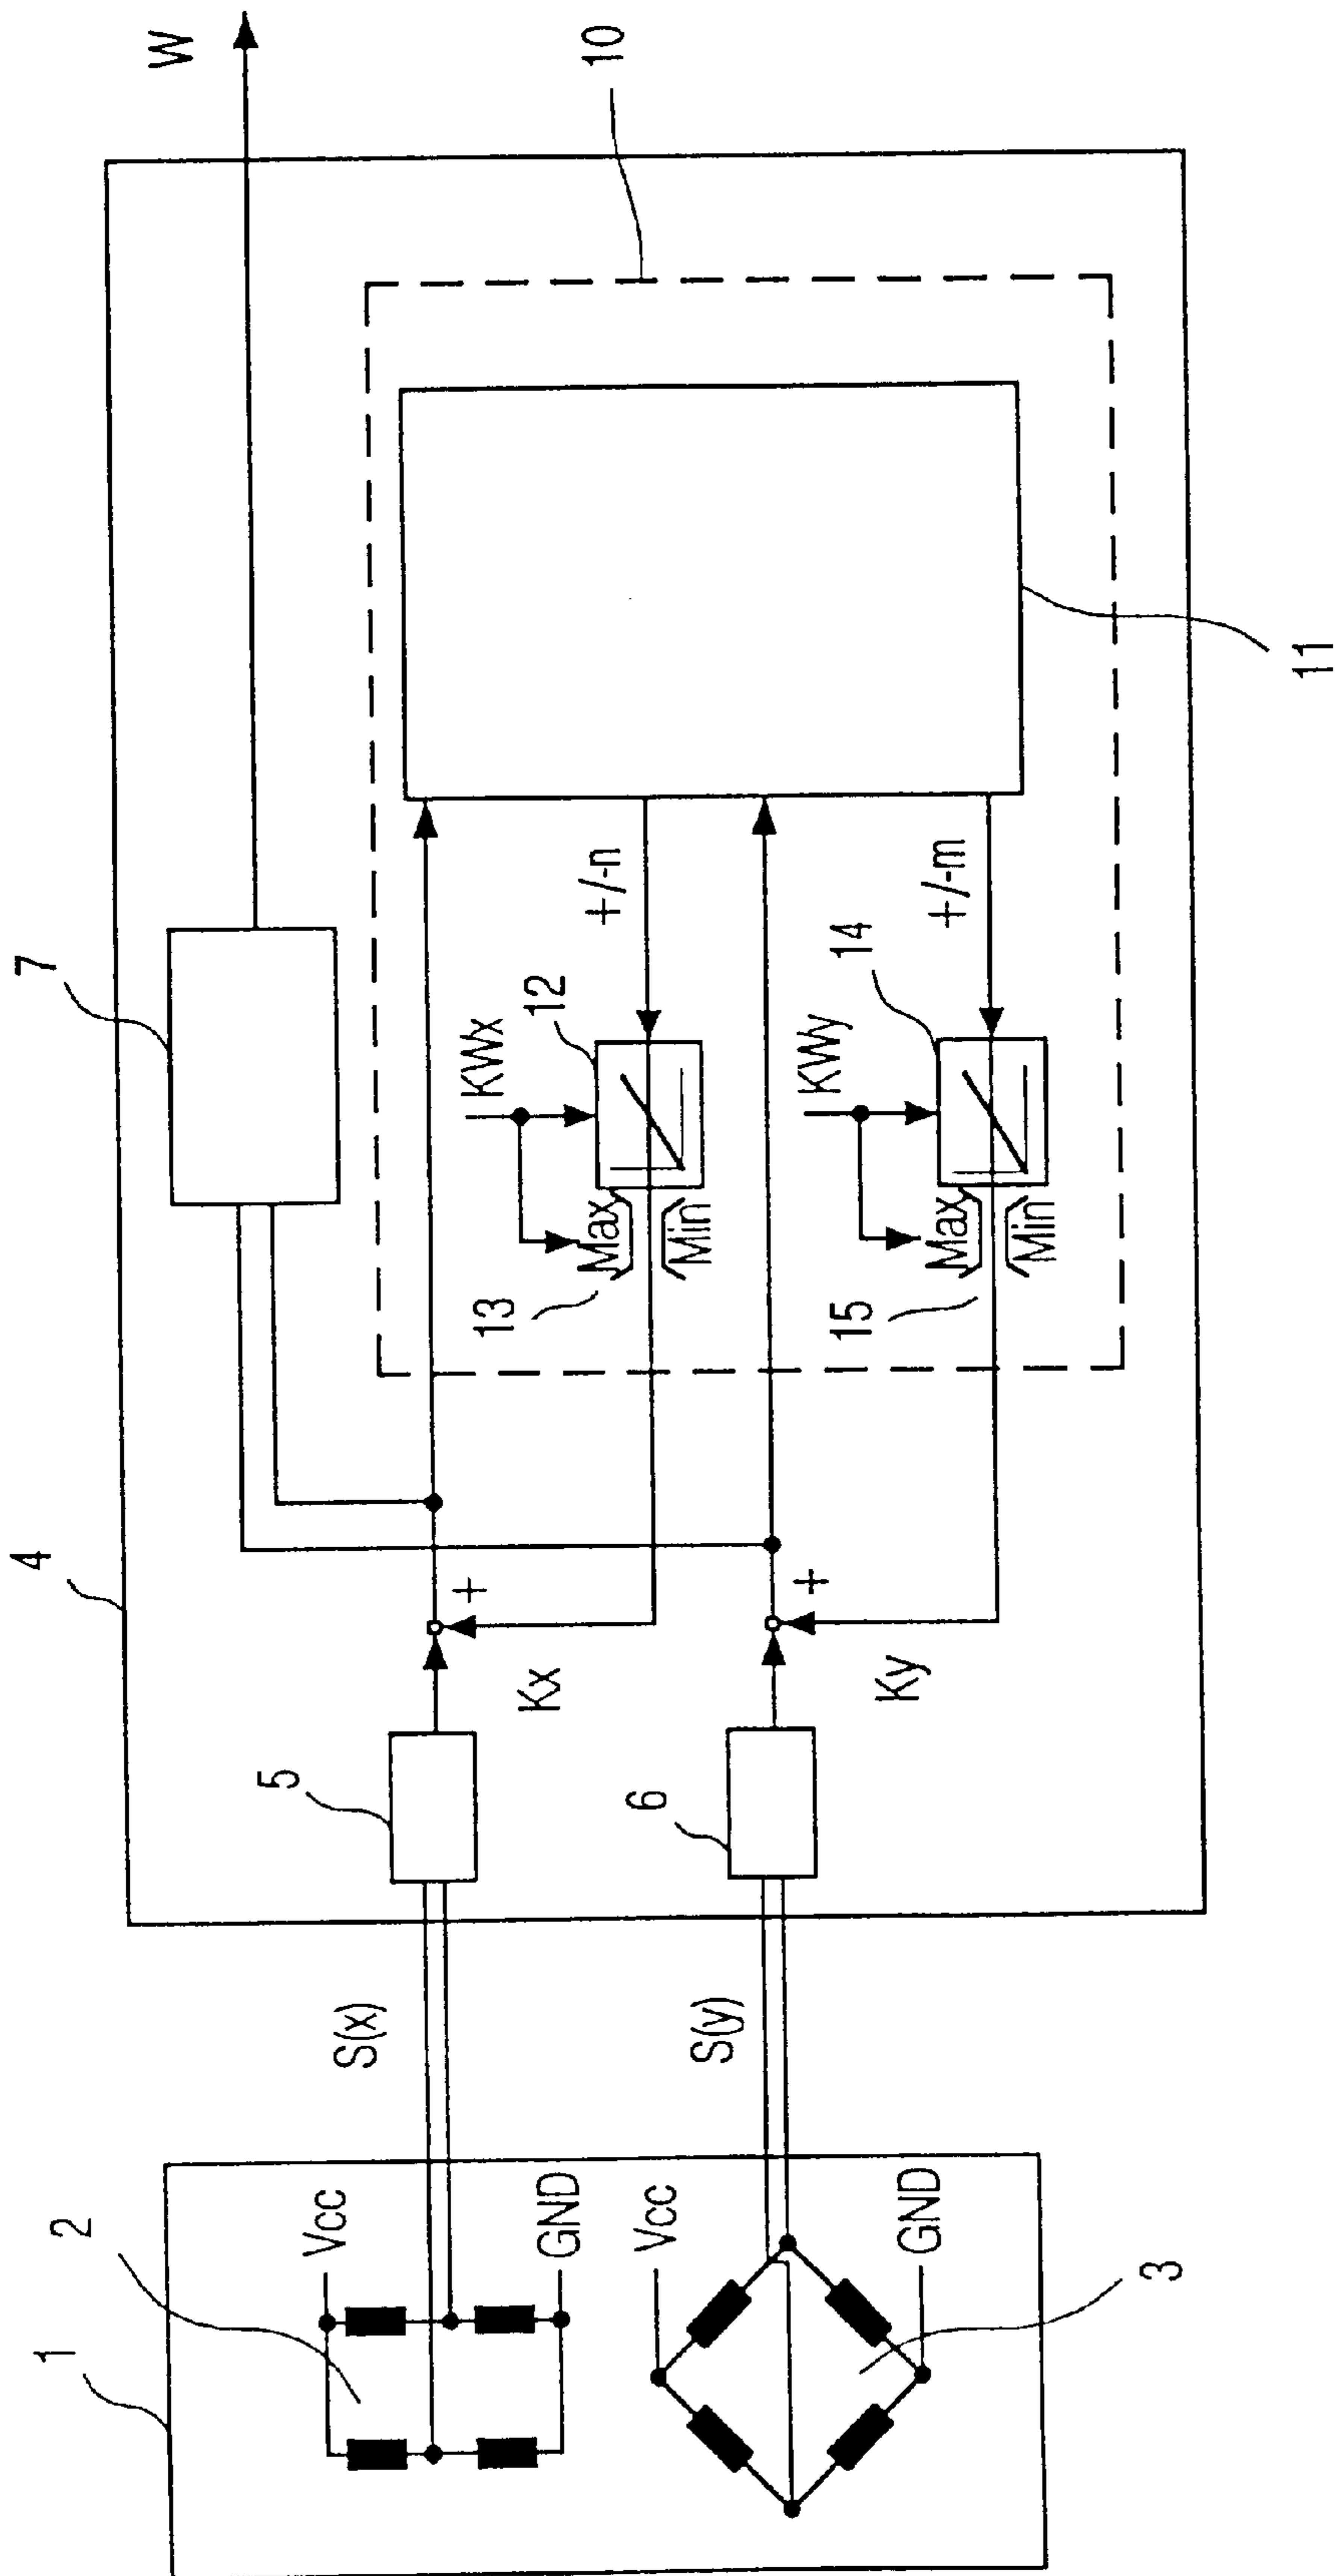 1
2
Vcc
GND
Vcc
GND
3
S(x)
S(y)
4
5
6
Kx
Ky
+
+
7
W
10
KWx
12
13
Max
Min
+/-n
KWy
14
15
Max
Min
+/-m
11